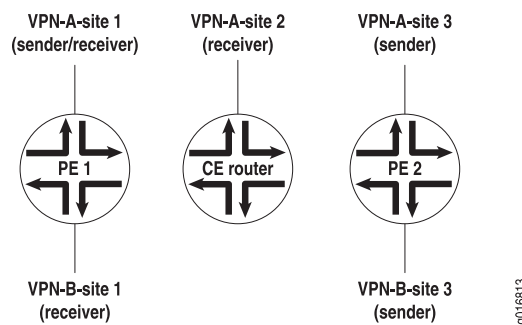 VPN-A-site 1
(sender/receiver)
VPN-A-site 2
(receiver)
VPN-A-site 3
(sender)
PE 1
CE router
PE 2
VPN-B-site 1
(receiver)
VPN-B-site 3
(sender)
g016813